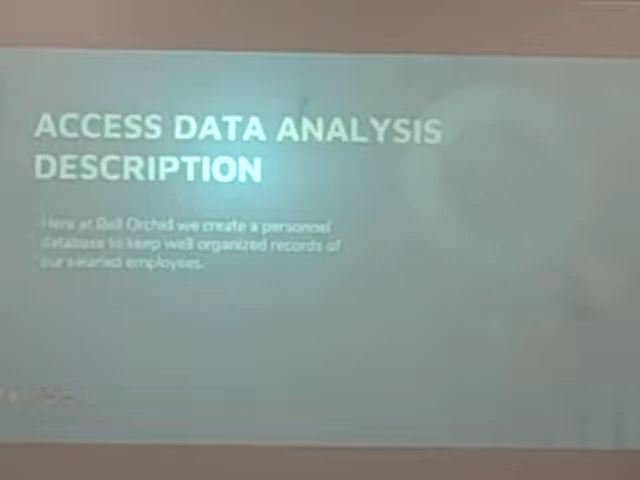 ACCESS DATA ANALYSIS
DESCRIPTION
Here at Bell Orchid we create a personnel
database to keep well organized records of
our salaried employees.